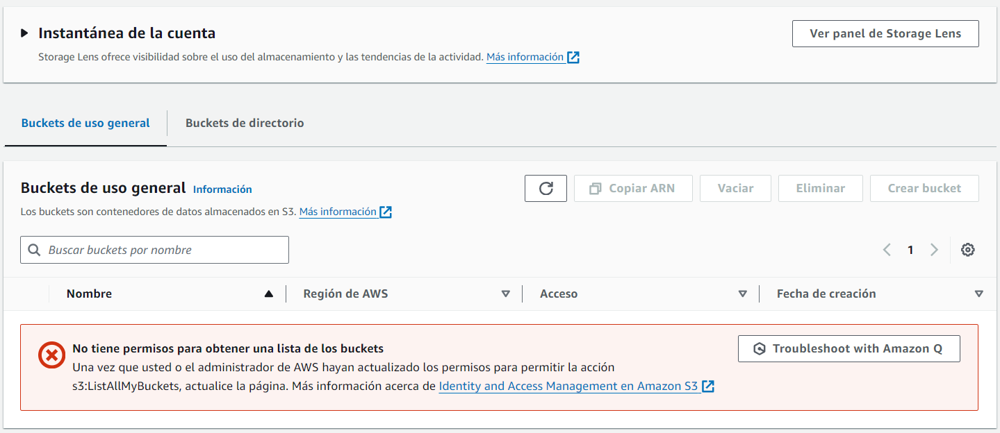 Instantánea de la cuenta
Ver panel de Storage Lens
Storage Lens ofrece visibilidad sobre el uso del almacenamiento y las tendencias de la actividad. Más información
Buckets de uso general
Buckets de directorio
Buckets de uso general Información
Copiar ARN
Vaciar
Eliminar
Crear bucket
Los buckets son contenedores de datos almacenados en S3. Más información
Buscar buckets por nombre
1
Nombre
Región de AWS
Acceso
Fecha de creación
No tiene permisos para obtener una lista de los buckets
Troubleshoot with Amazon Q
Una vez que usted o el administrador de AWS hayan actualizado los permisos para permitir la acción
s3:ListAllMyBuckets, actualice la página. Más información acerca de Identity and Access Management en Amazon S3